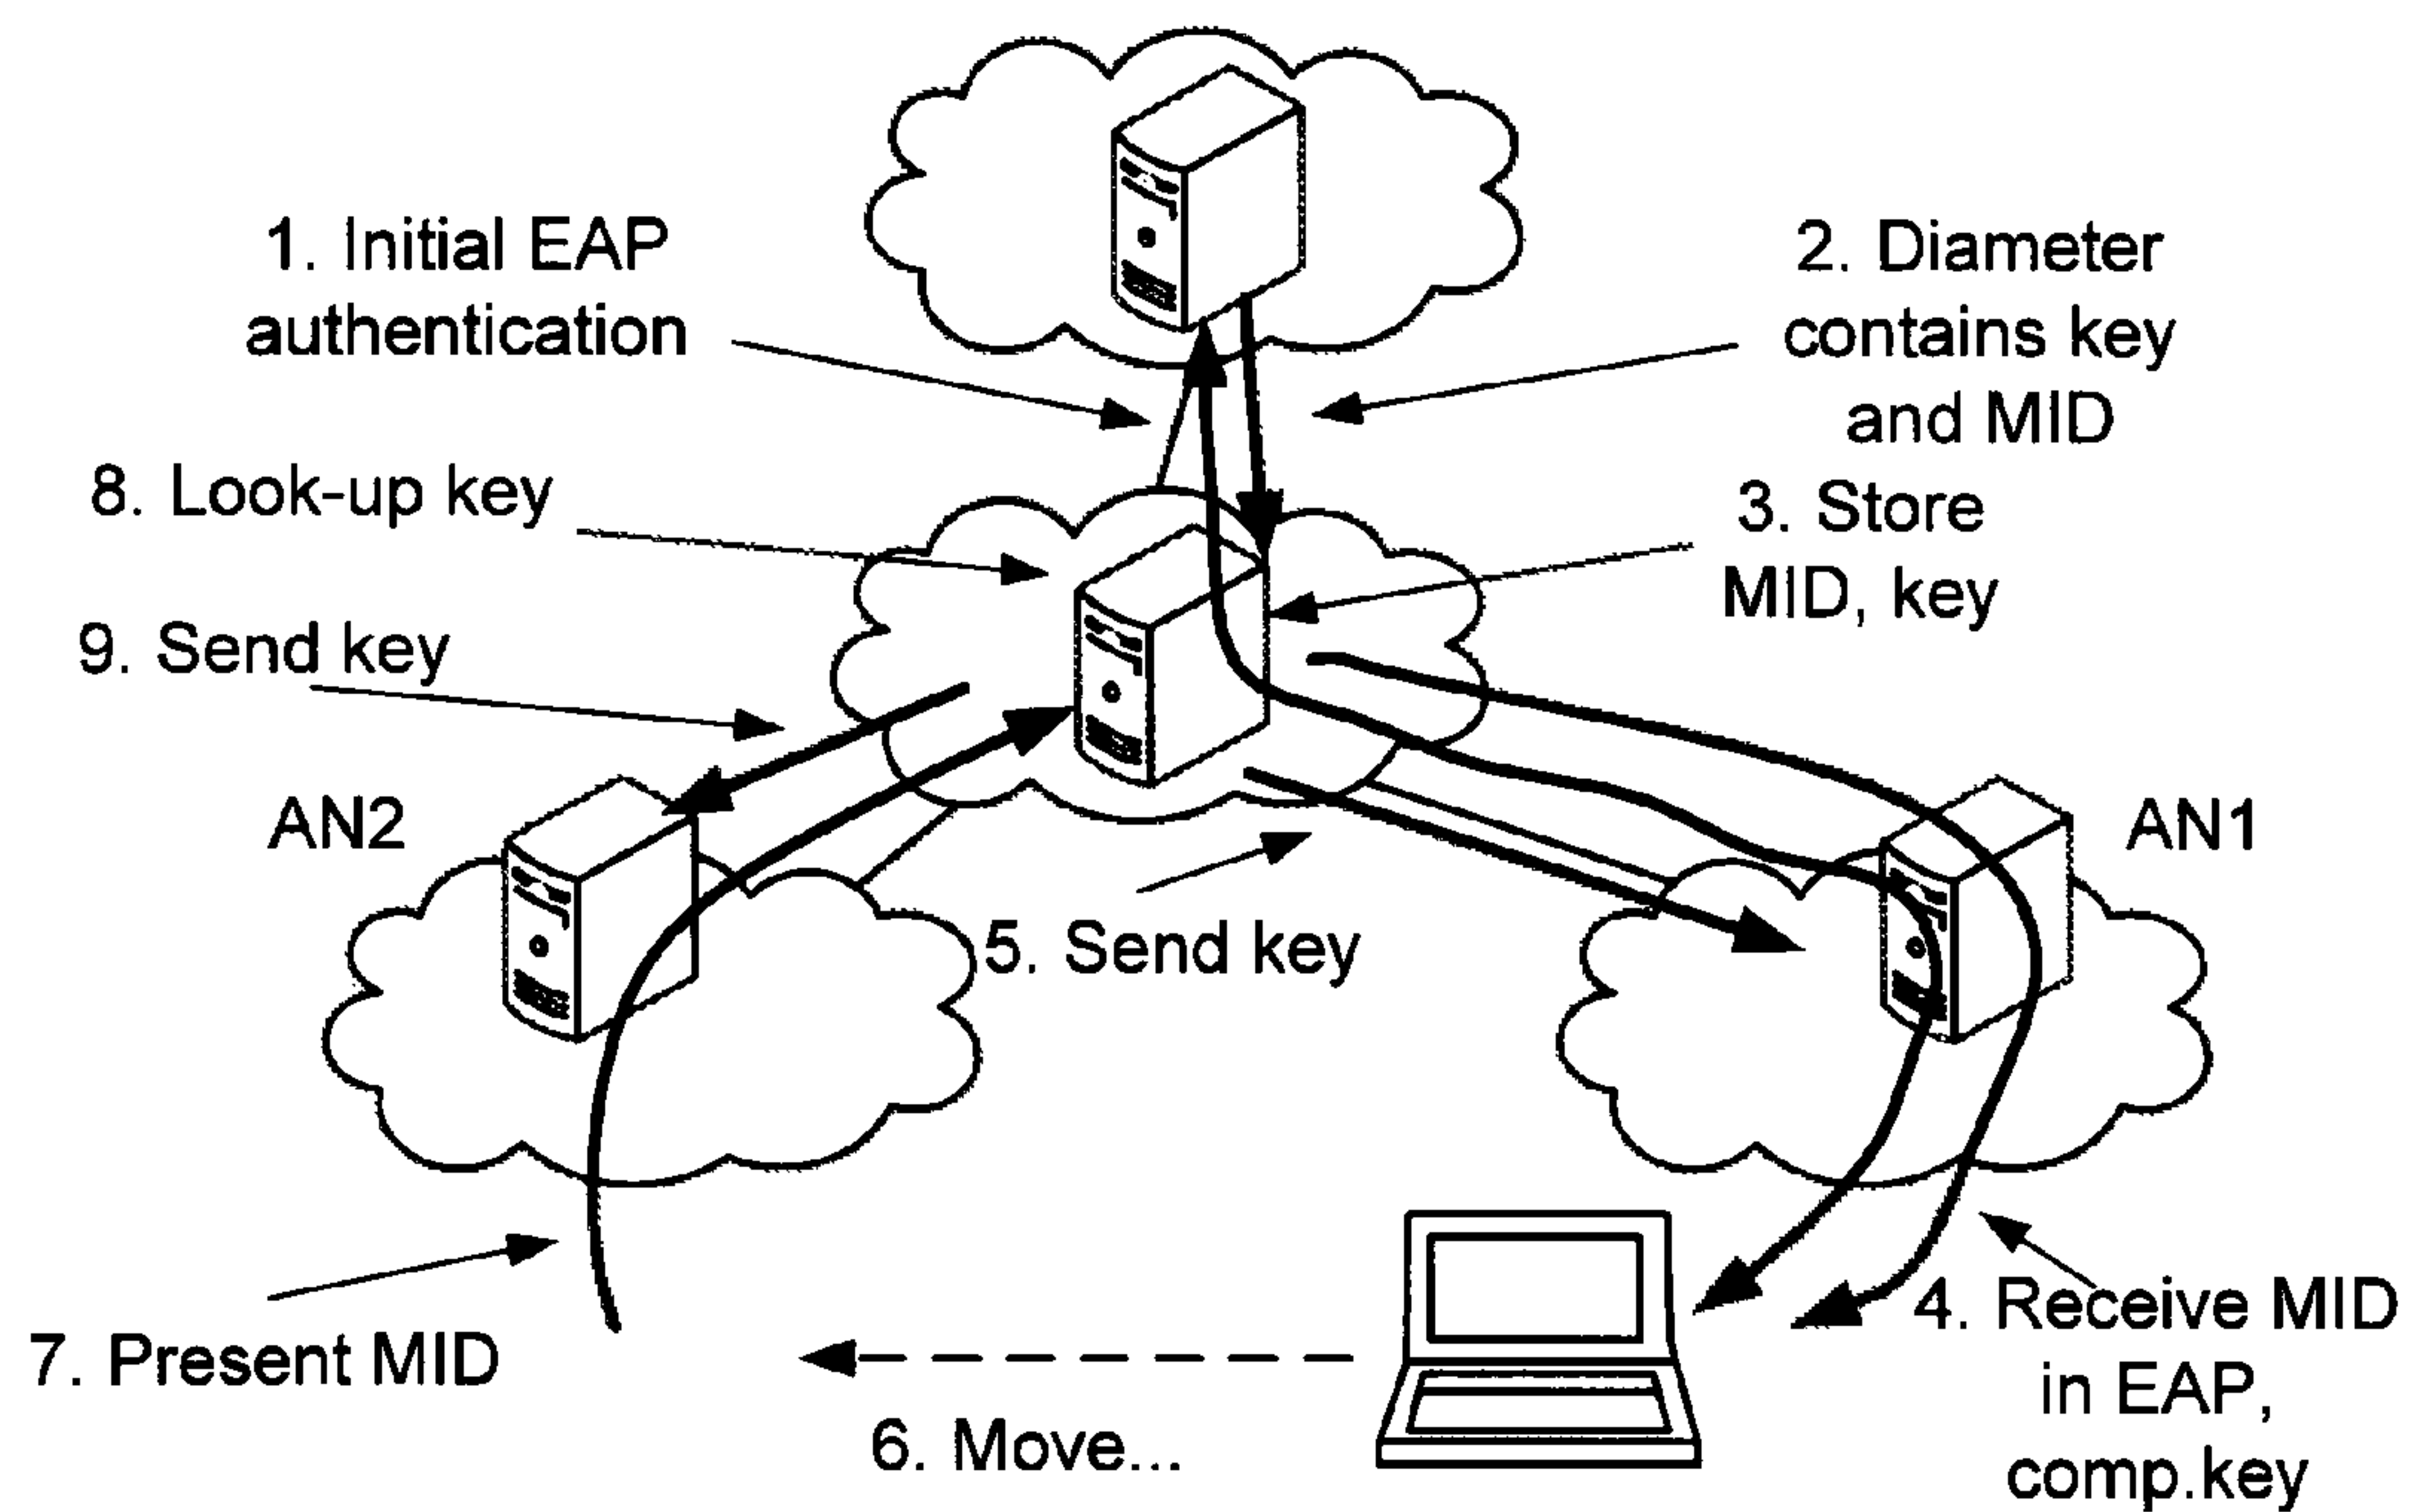 1. Initial EAP
authentication
2. Diameter
contains key
and MID
8. Look-up key
3. Store
MID, key
9. Send key
AN2
AN1
5. Send key
7. Present MID
6. Move...
4. Receive MID
in EAP,
comp.key